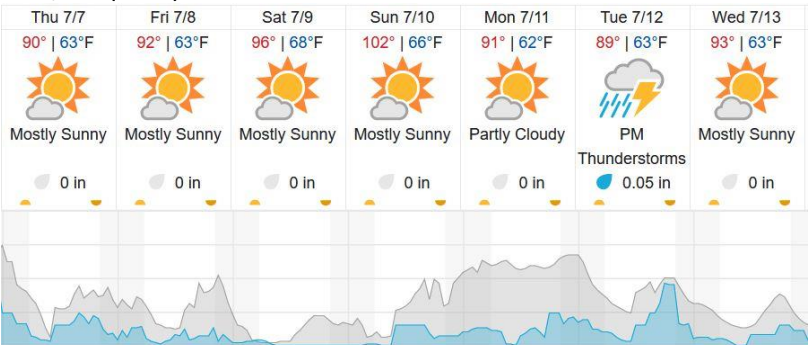 Thu 7/7 Fri 7/8 Sat 7/9 Sun 7/10 Mon 7/11 Tue 7/12 Wed 7/13
90° | 63°F 92° | 63°F 96° | 68°F 102° | 66°F 91° | 62°F 89° | 63°F 93° | 63°F
Mostly Sunny Mostly Sunny Mostly Sunny Mostly Sunny Partly Cloudy PM Mostly Sunny
Thunderstorms
0 in 0 in 0 in 0 in 0 in 0.05 in 0 in